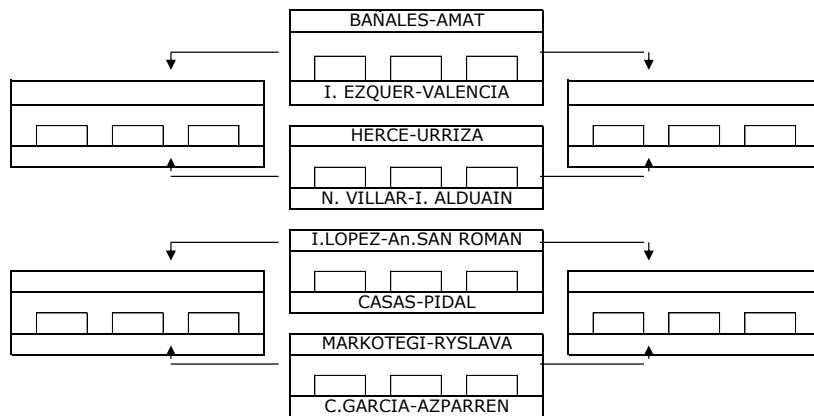 BAÑALES-AMAT
I. EZQUER-VALENCIA
HERCE-URRIZA
N. VILLAR-I. ALDUAIN
I.LOPEZ-An.SAN ROMAN
CASAS-PIDAL
MARKOTEGI-RYSLAVA
C.GARCIA-AZPARREN